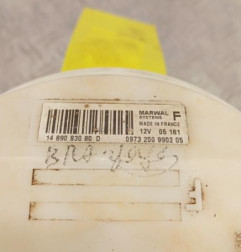 MARWAL F
SYSTEMS
MADE IN FRANCE
12V 05 161
14 890 830 80 D 0973 250 9902 05